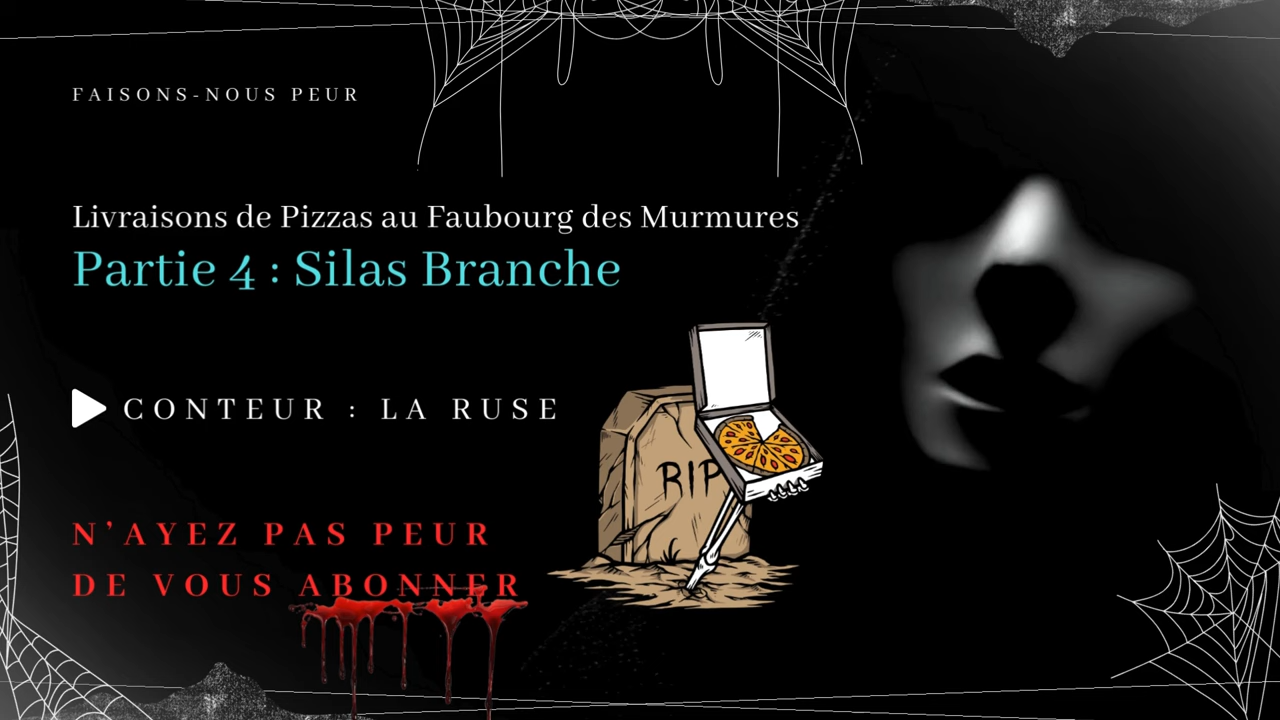 FAISONS-NOUS PEUR
Livraisons de Pizzas au Faubourg des Murmures
Partie 4 : Silas Branche
CONTEUR : LA RUSE
RIP
N’AYEZ PAS PEUR
DE VOUS ABONNER